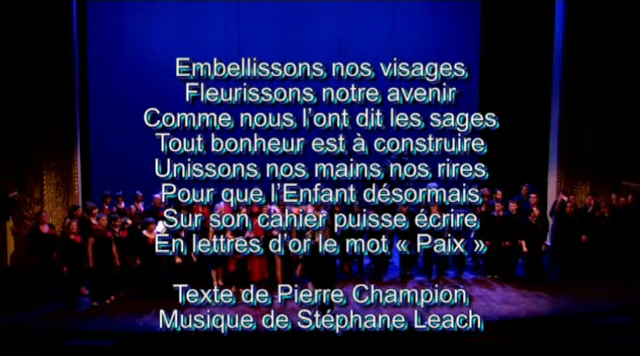 Embellissons nos visages
Fleurissons notre avenir
Comme nous l'ont dit les sages
Tout bonheur est à construire
Unissons nos mains nos rires
Pour que l'Enfant désormais
Sur son cahier puisse écrire
En lettres d'or le mot « Paix »
Texte de Pierre Champion
Musique de Stéphane Leach